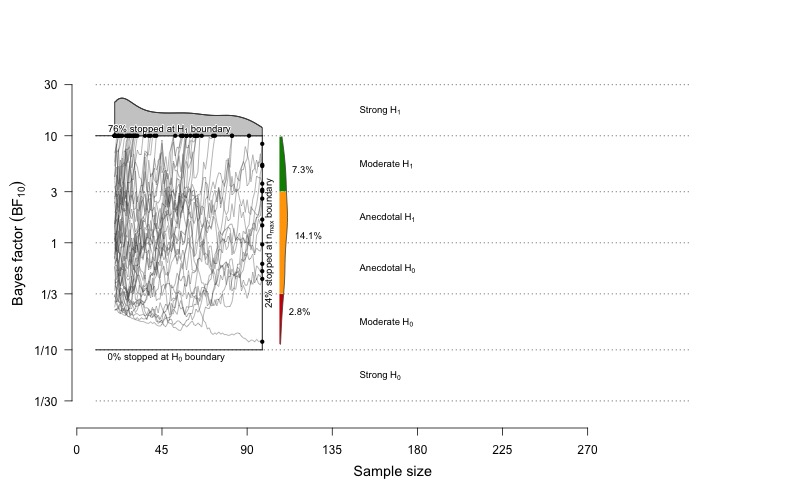 30
Strong H1
76% stopped at H1 boundary
10
7.3%
Moderate H1
3
24% stopped at nmax boundary
Anecdotal H1
14.1%
1
Anecdotal H0
1/3
2.8%
Moderate H0
1/10
0% stopped at H0 boundary
Strong H0
1/30
Bayes factor (BF10)
0 45 90 135 180 225 270
Sample size